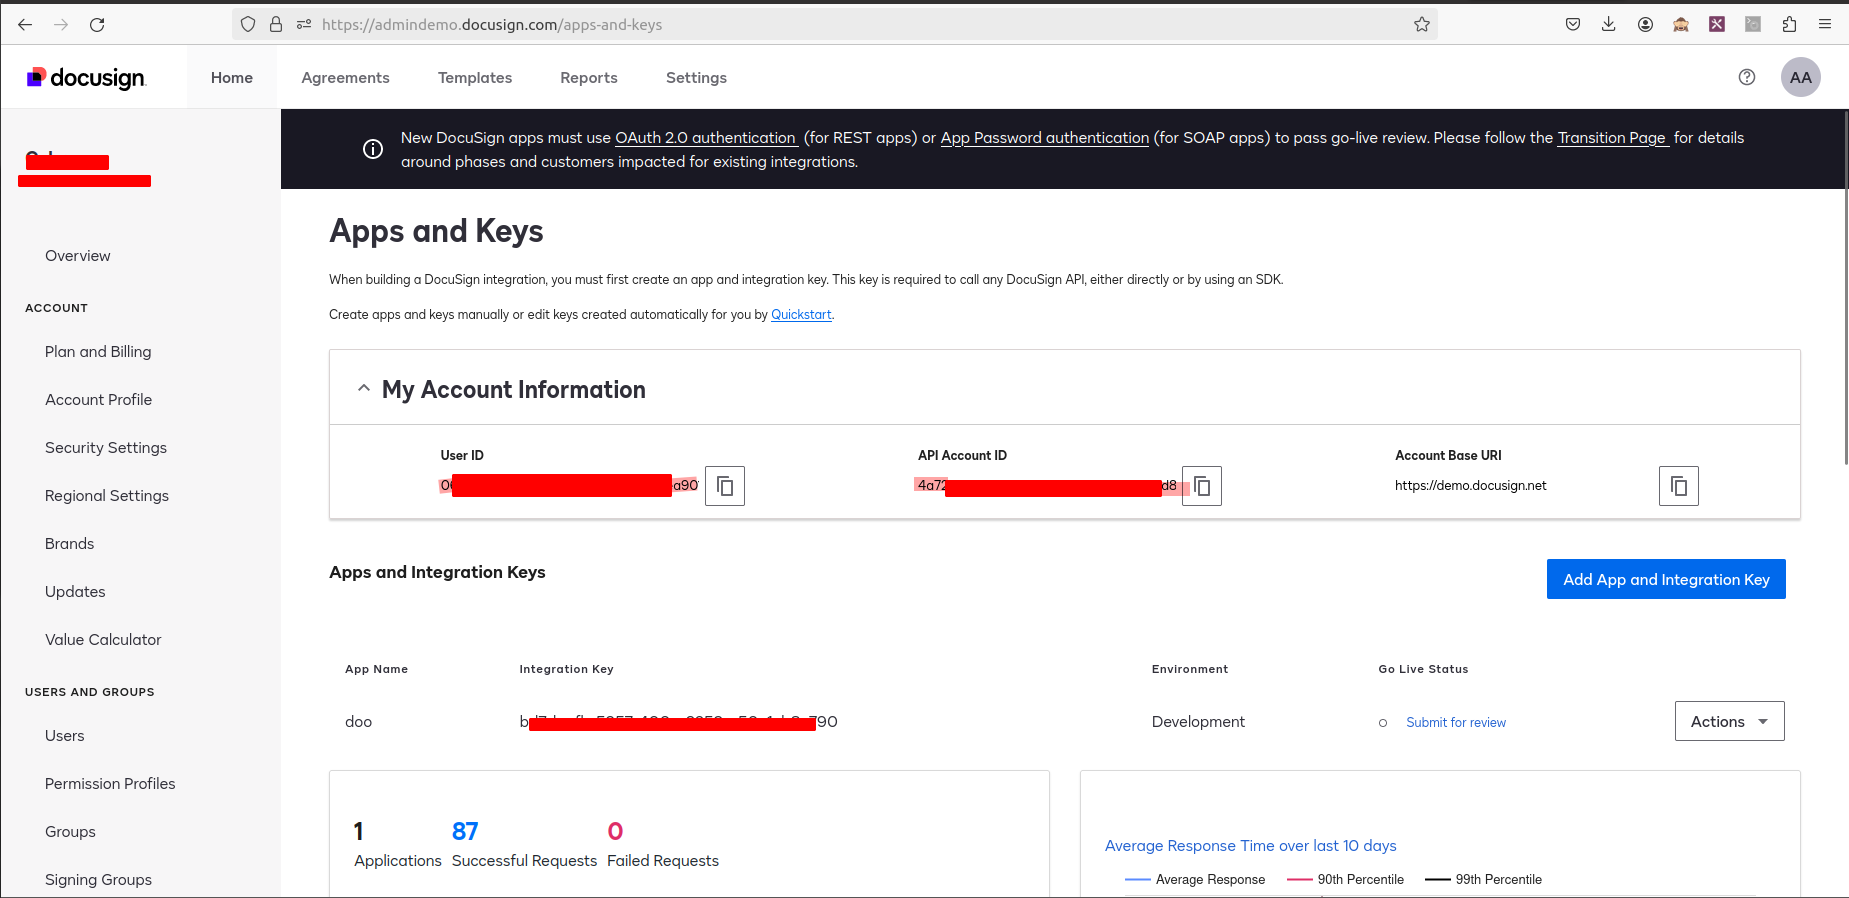 https://admindemo.docusign.com/apps-and-keys
docusign
Home Agreements Templates Reports Settings
AA
New DocuSign apps must use OAuth 2.0 authentication (for REST apps) or App Password authentication (for SOAP apps) to pass go-live review. Please follow the Transition Page for details
around phases and customers impacted for existing integrations.
Overview
ACCOUNT
Plan and Billing
Account Profile
Security Settings
Regional Settings
Brands
Updates
Value Calculator
USERS AND GROUPS
Users
Permission Profiles
Groups
Signing Groups
Apps and Keys
When building a DocuSign integration, you must first create an app and integration key. This key is required to call any DocuSign API, either directly or by using an SDK.
Create apps and keys manually or edit keys created automatically for you by Quickstart.
My Account Information
User ID API Account ID Account Base URI
a90 4a72 d8 https://demo.docusign.net
Apps and Integration Keys
Add App and Integration Key
App Name Integration Key Environment Go Live Status
doo b 790 Development Submit for review Actions
1 87 0
Applications Successful Requests Failed Requests
Average Response Time over last 10 days
Average Response 90th Percentile 99th Percentile